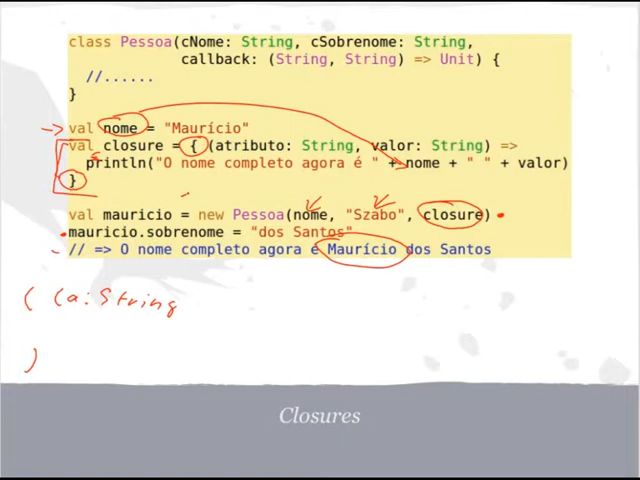 class Pessoa(cNome: String, cSobrenome: String,
callback: (String, String) => Unit) {
//......
}
val nome = "Maurício"
val closure = { (atributo: String, valor: String) =>
println("O nome completo agora é " + nome + " " + valor)
}
val mauricio = new Pessoa(nome, "Szabo", closure)
mauricio.sobrenome = "dos Santos"
// => O nome completo agora é Maurício dos Santos
( (a: String
)
Closures